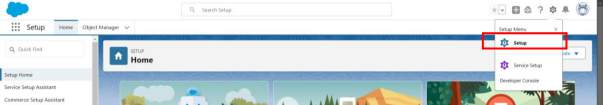 Search Setup
Setup
Home
Object Manager
Setup Menu
Setup
Service Setup
Developer Console
Quick Find
Setup Home
Service Setup Assistant
Commerce Setup Assistant
SETUP
Home